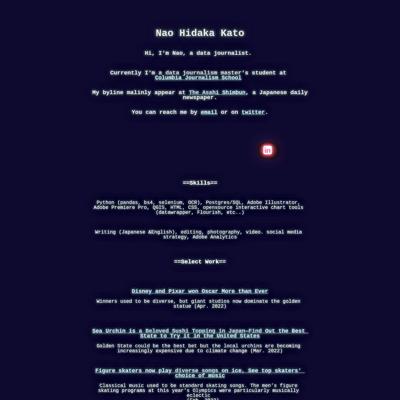 Nao Hidaka Kato
Hi, I'm Nao, a data journalist.
Currently I'm a data journalism master's student at
Columbia Journalism School
My byline malinly appear at The Asahi Shimbun, a Japanese daily
newspaper.
You can reach me by email or on twitter.
in
==Skills==
Python (pandas, bs4, selenium, OCR), Postgres/SQL, Adobe Illustrator,
Adobe Premiere Pro, QGIS, HTML, CSS, opensource interactive chart tools
(datawrapper, Flourish, etc..)
Writing (Japanese &English), editing, photography, video. social media
strategy, Adobe Analytics
==Select Work==
Disney and Pixar won Oscar More than Ever
Winners used to be diverse, but giant studios now dominate the golden
statue (Apr. 2022)
Sea Urchin is a Beloved Sushi Topping in Japan—Find Out the Best
State to Try it in the United States
Golden State could be the best bet but the local urchins are becoming
increasingly expensive due to climate change (Mar. 2022)
Figure skaters now play diverse songs on ice. See top skaters'
choice of music
Classical music used to be standard skating songs. The men's figure
skating programs at this year's Olympics were particularly musically
eclectic
(Feb. 2022)